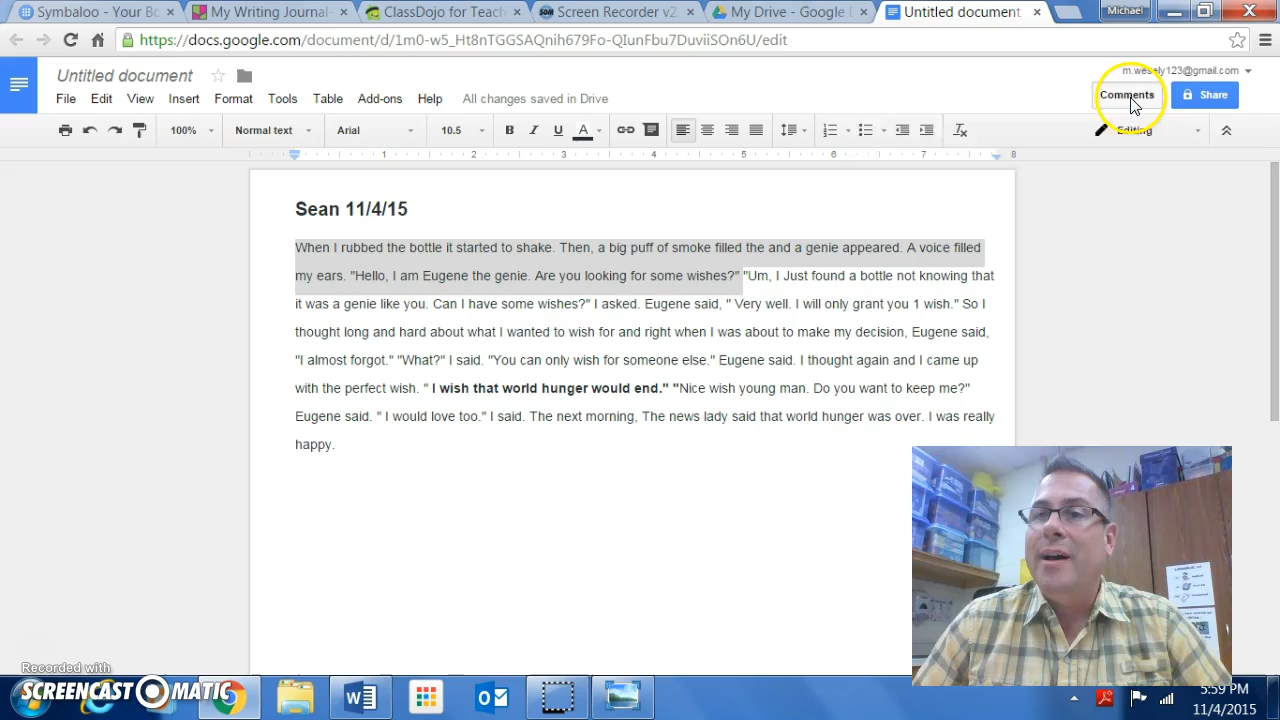 Symbaloo - Your Bo
My Writing Journal
ClassDojo for Teach
Screen Recorder v2
My Drive - Google D
Untitled document
Michael
https://docs.google.com/document/d/1m0-w5_Ht8nTGGSAQnih679Fo-QIunFbu7DuviiSOn6U/edit
Untitled document
m.wesely123@gmail.com
File Edit View Insert Format Tools Table Add-ons Help All changes saved in Drive
Comments Share
100% Normal text Arial 10.5 B I U A Editing
1 2 3 4 5 6 7 8
Sean 11/4/15
When I rubbed the bottle it started to shake. Then, a big puff of smoke filled the and a genie appeared. A voice filled
my ears. "Hello, I am Eugene the genie. Are you looking for some wishes?" "Um, I Just found a bottle not knowing that
it was a genie like you. Can I have some wishes?" I asked. Eugene said, " Very well. I will only grant you 1 wish." So I
thought long and hard about what I wanted to wish for and right when I was about to make my decision, Eugene said,
"I almost forgot." "What?" I said. "You can only wish for someone else." Eugene said. I thought again and I came up
with the perfect wish. " I wish that world hunger would end." "Nice wish young man. Do you want to keep me?"
Eugene said. " I would love too." I said. The next morning, The news lady said that world hunger was over. I was really
happy.
Recorded with
SCREENCAST-O-MATIC
5:59 PM
11/4/2015